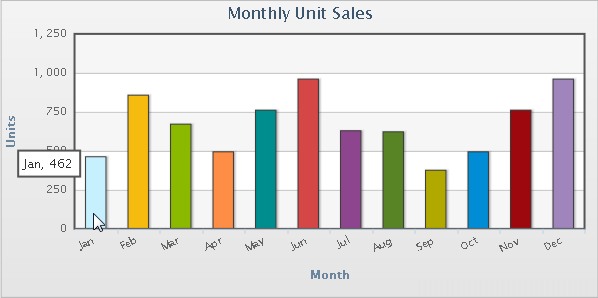 Monthly Unit Sales
1,250
1,000
750
500
250
0
Units
Jan, 462
Jan
Feb
Mar
Apr
May
Jun
Jul
Aug
Sep
Oct
Nov
Dec
Month